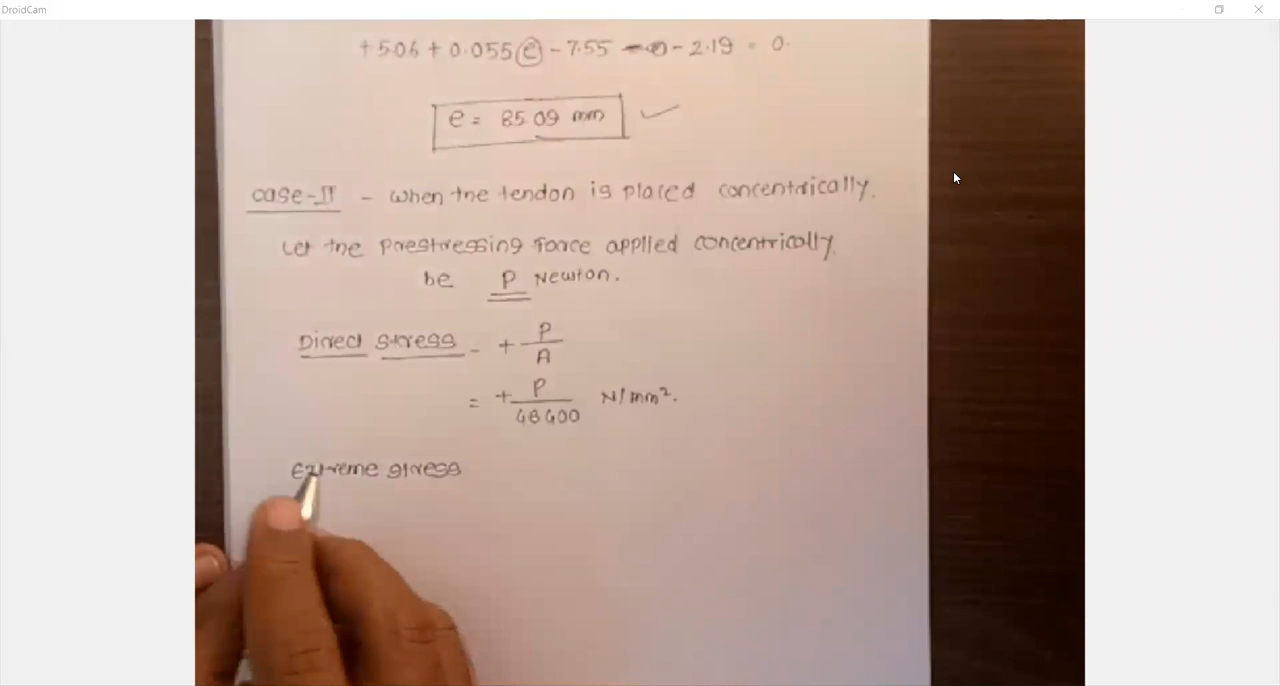 DroidCam
+ 5.06 + 0.055 e - 7.55 - 2.19 = 0.
e = 85.09 mm
Case-II - When the tendon is placed concentrically.
Let the prestressing force applied concentrically
be P Newton.
Direct stress - + P/A
= + P/48400 N/mm².
Extreme stress